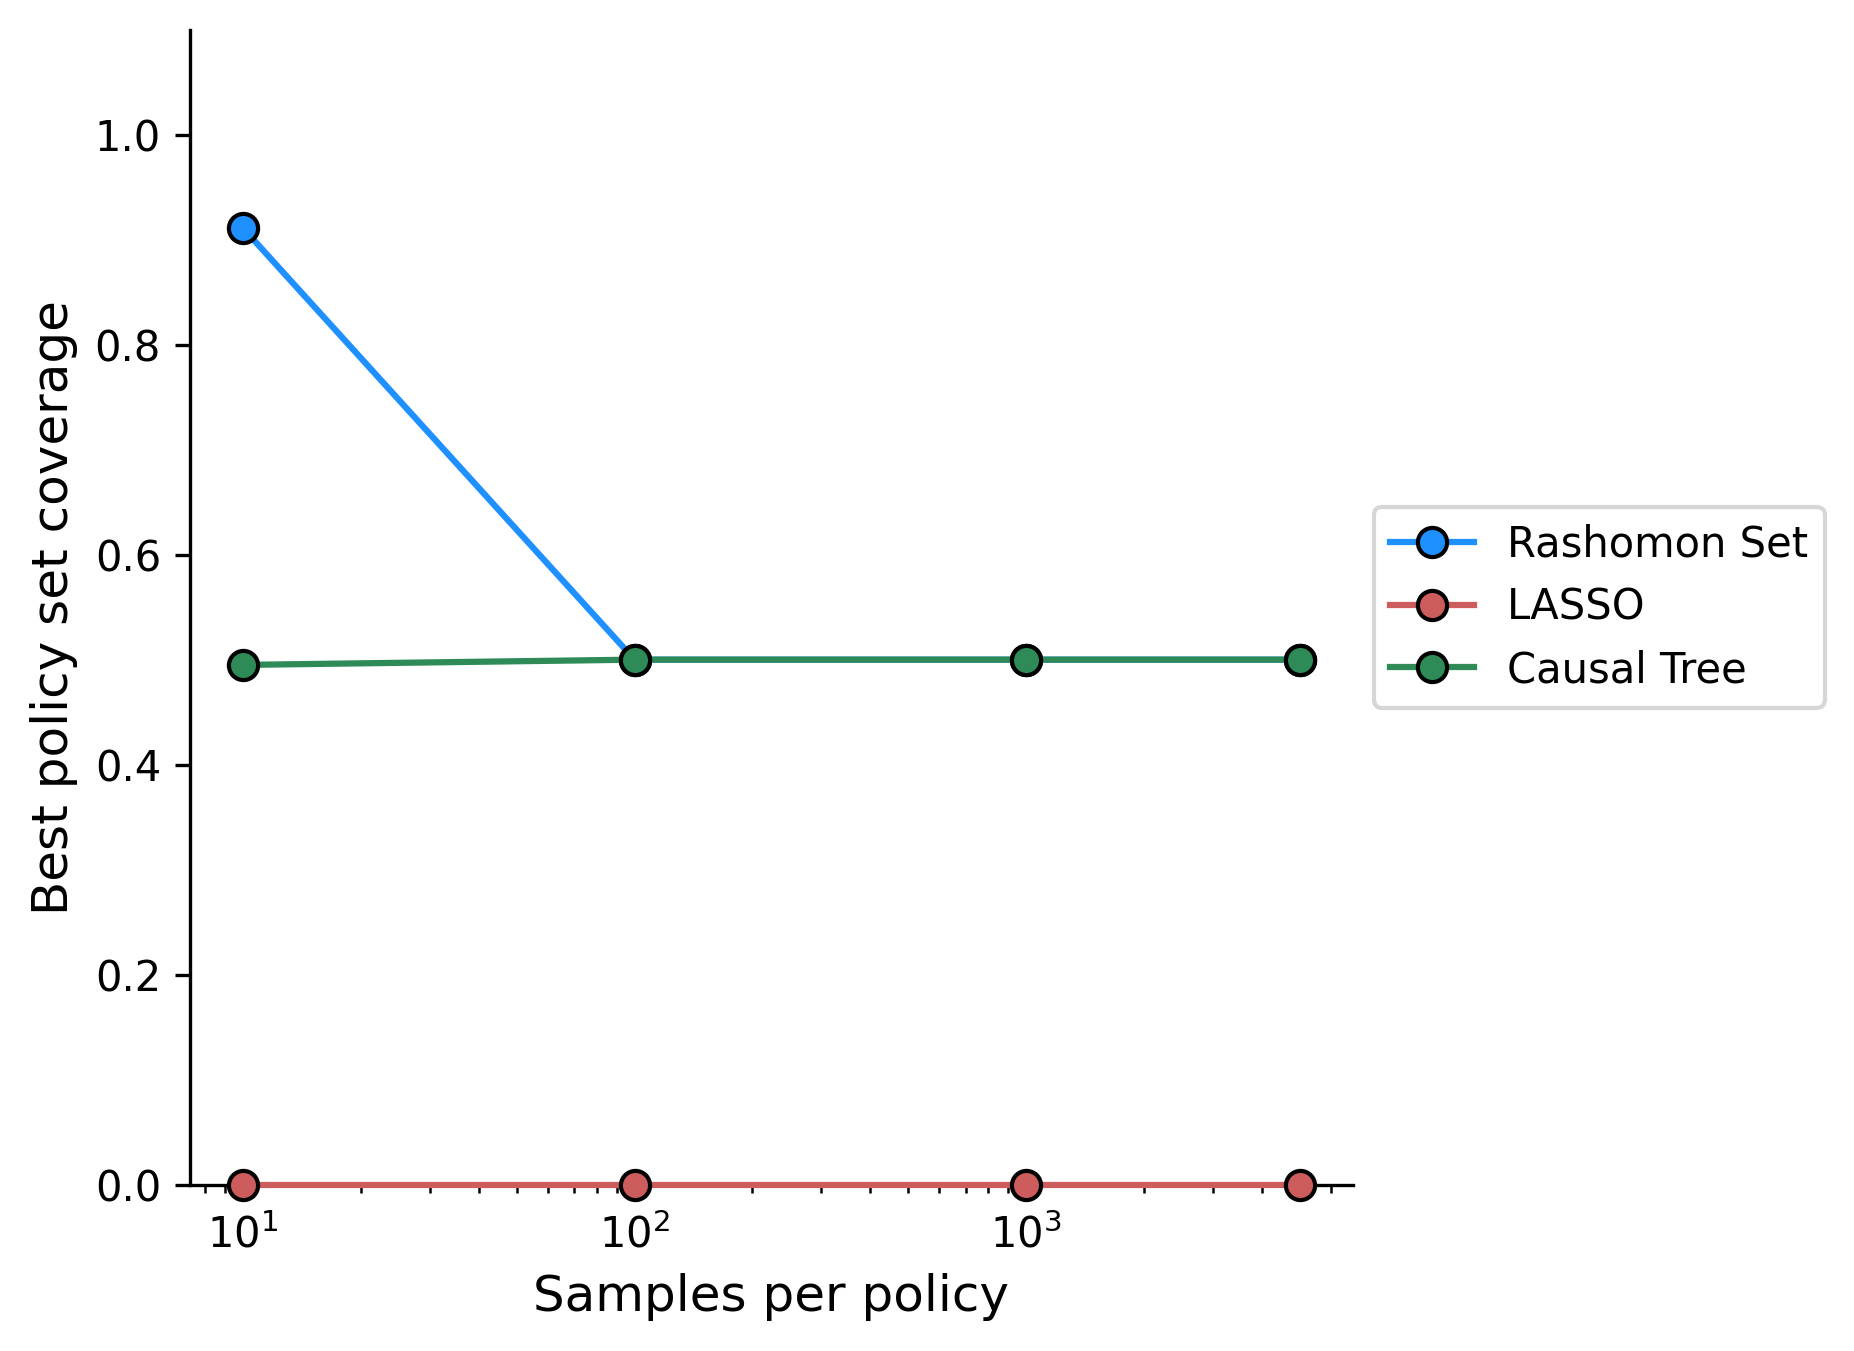 Best policy set coverage
1.0
0.8
0.6
0.4
0.2
0.0
10¹ 10² 10³
Samples per policy
Rashomon Set
LASSO
Causal Tree